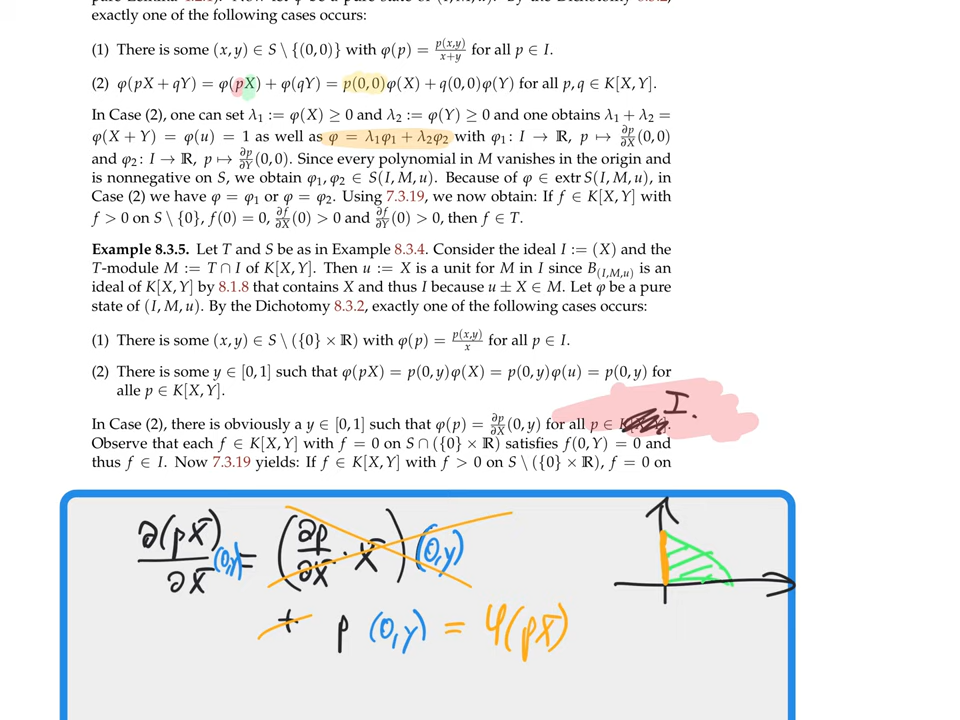 exactly one of the following cases occurs:
(1) There is some (x, y) ∈ S \ {(0, 0)} with φ(p) = p(x,y)/x+y for all p ∈ I.
(2) φ(pX + qY) = φ(pX) + φ(qY) = p(0, 0)φ(X) + q(0, 0)φ(Y) for all p, q ∈ K[X, Y].
In Case (2), one can set λ₁ := φ(X) ≥ 0 and λ₂ := φ(Y) ≥ 0 and one obtains λ₁ + λ₂ =
φ(X + Y) = φ(u) = 1 as well as φ = λ₁φ₁ + λ₂φ₂ with φ₁: I → ℝ, p ↦ ∂p/∂X (0, 0)
and φ₂: I → ℝ, p ↦ ∂p/∂Y (0, 0). Since every polynomial in M vanishes in the origin and
is nonnegative on S, we obtain φ₁, φ₂ ∈ S(I, M, u). Because of φ ∈ extr S(I, M, u), in
Case (2) we have φ = φ₁ or φ = φ₂. Using 7.3.19, we now obtain: If f ∈ K[X, Y] with
f > 0 on S \ {0}, f(0) = 0, ∂f/∂X (0) > 0 and ∂f/∂Y (0) > 0, then f ∈ T.
Example 8.3.5. Let T and S be as in Example 8.3.4. Consider the ideal I := (X) and the
T-module M := T ∩ I of K[X, Y]. Then u := X is a unit for M in I since B₍I,M,u₎ is an
ideal of K[X, Y] by 8.1.8 that contains X and thus I because u ± X ∈ M. Let φ be a pure
state of (I, M, u). By the Dichotomy 8.3.2, exactly one of the following cases occurs:
(1) There is some (x, y) ∈ S \ ({0} × ℝ) with φ(p) = p(x,y)/x for all p ∈ I.
(2) There is some y ∈ [0, 1] such that φ(pX) = p(0, y)φ(X) = p(0, y)φ(u) = p(0, y) for
alle p ∈ K[X, Y].
I.
In Case (2), there is obviously a y ∈ [0, 1] such that φ(p) = ∂p/∂X (0, y) for all p ∈
Observe that each f ∈ K[X, Y] with f = 0 on S ∩ ({0} × ℝ) satisfies f(0, Y) = 0 and
thus f ∈ I. Now 7.3.19 yields: If f ∈ K[X, Y] with f > 0 on S \ ({0} × ℝ), f = 0 on
∂(pX)/∂X (0,y) = (∂p/∂X · X) (0,y)
+ p (0,y) = φ(pX)